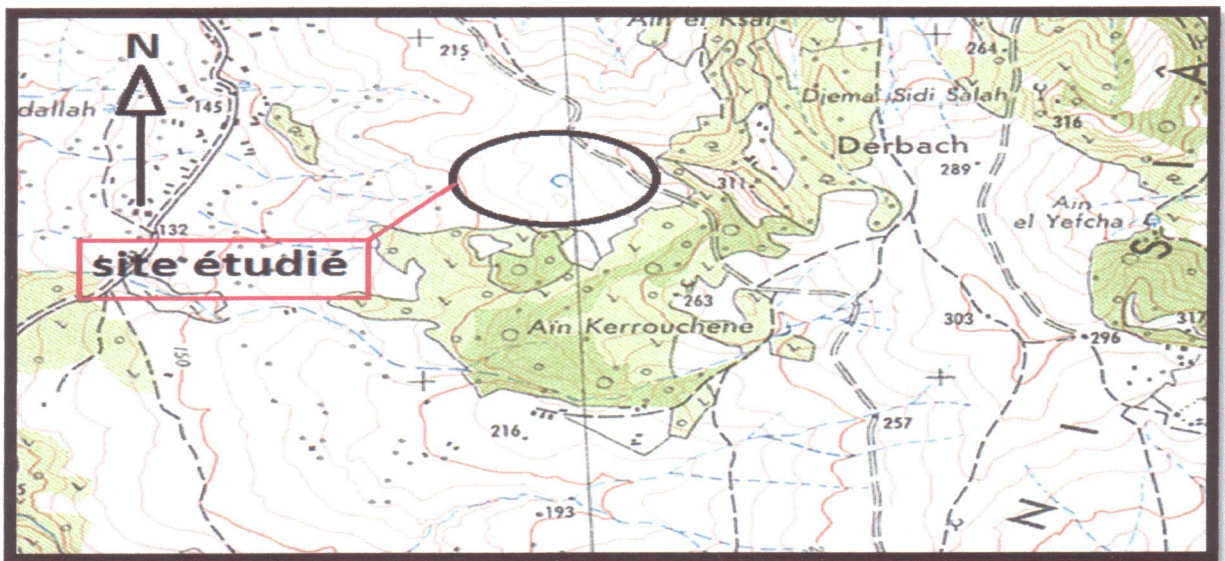 Aïn el Ksar
N
215
264
dallah
145
Djema Sidi Salah
316
A
Derbach
289
311
I
Aïn
el Yefcha
132
S
site étudié
263
317
303
296
Aïn Kerrouchene
150
257
216
I
N
193